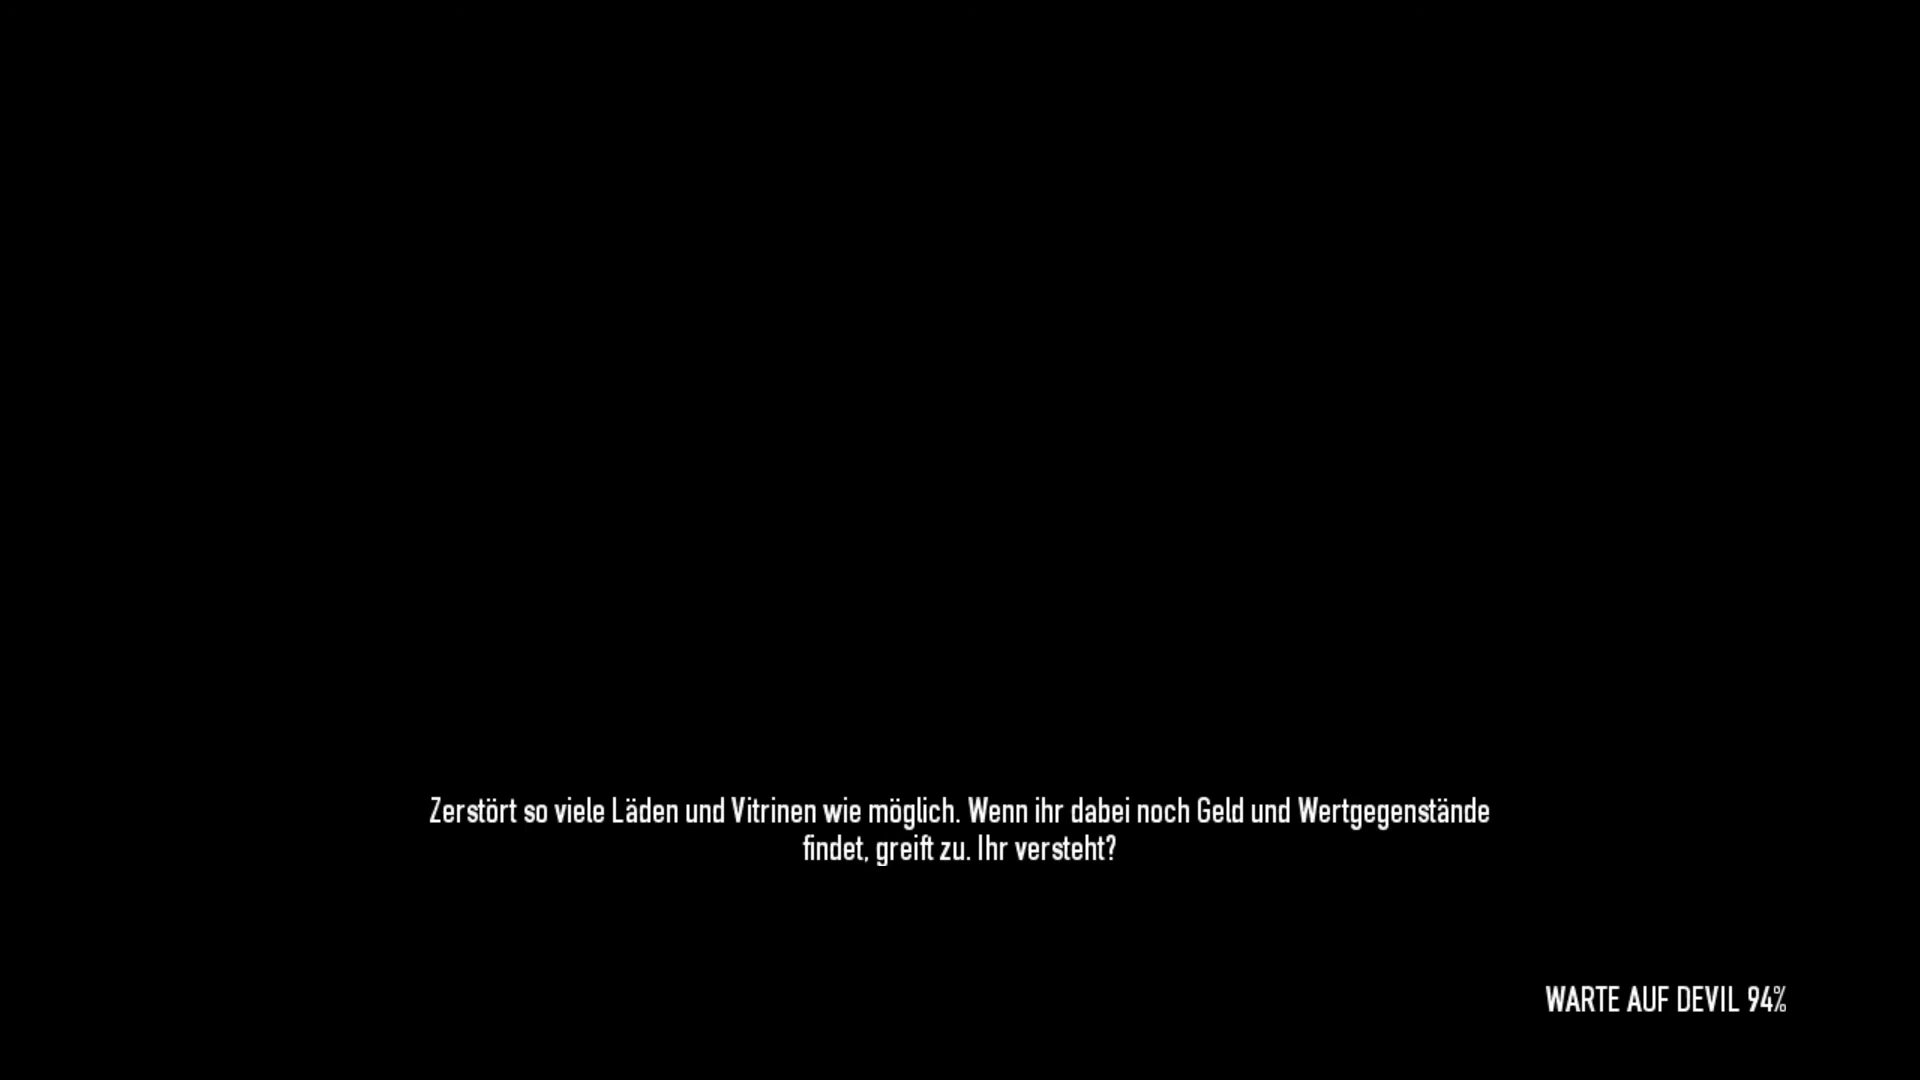 Zerstört so viele Läden und Vitrinen wie möglich. Wenn ihr dabei noch Geld und Wertgegenstände
findet, greift zu. Ihr versteht?
WARTE AUF DEVIL 94%